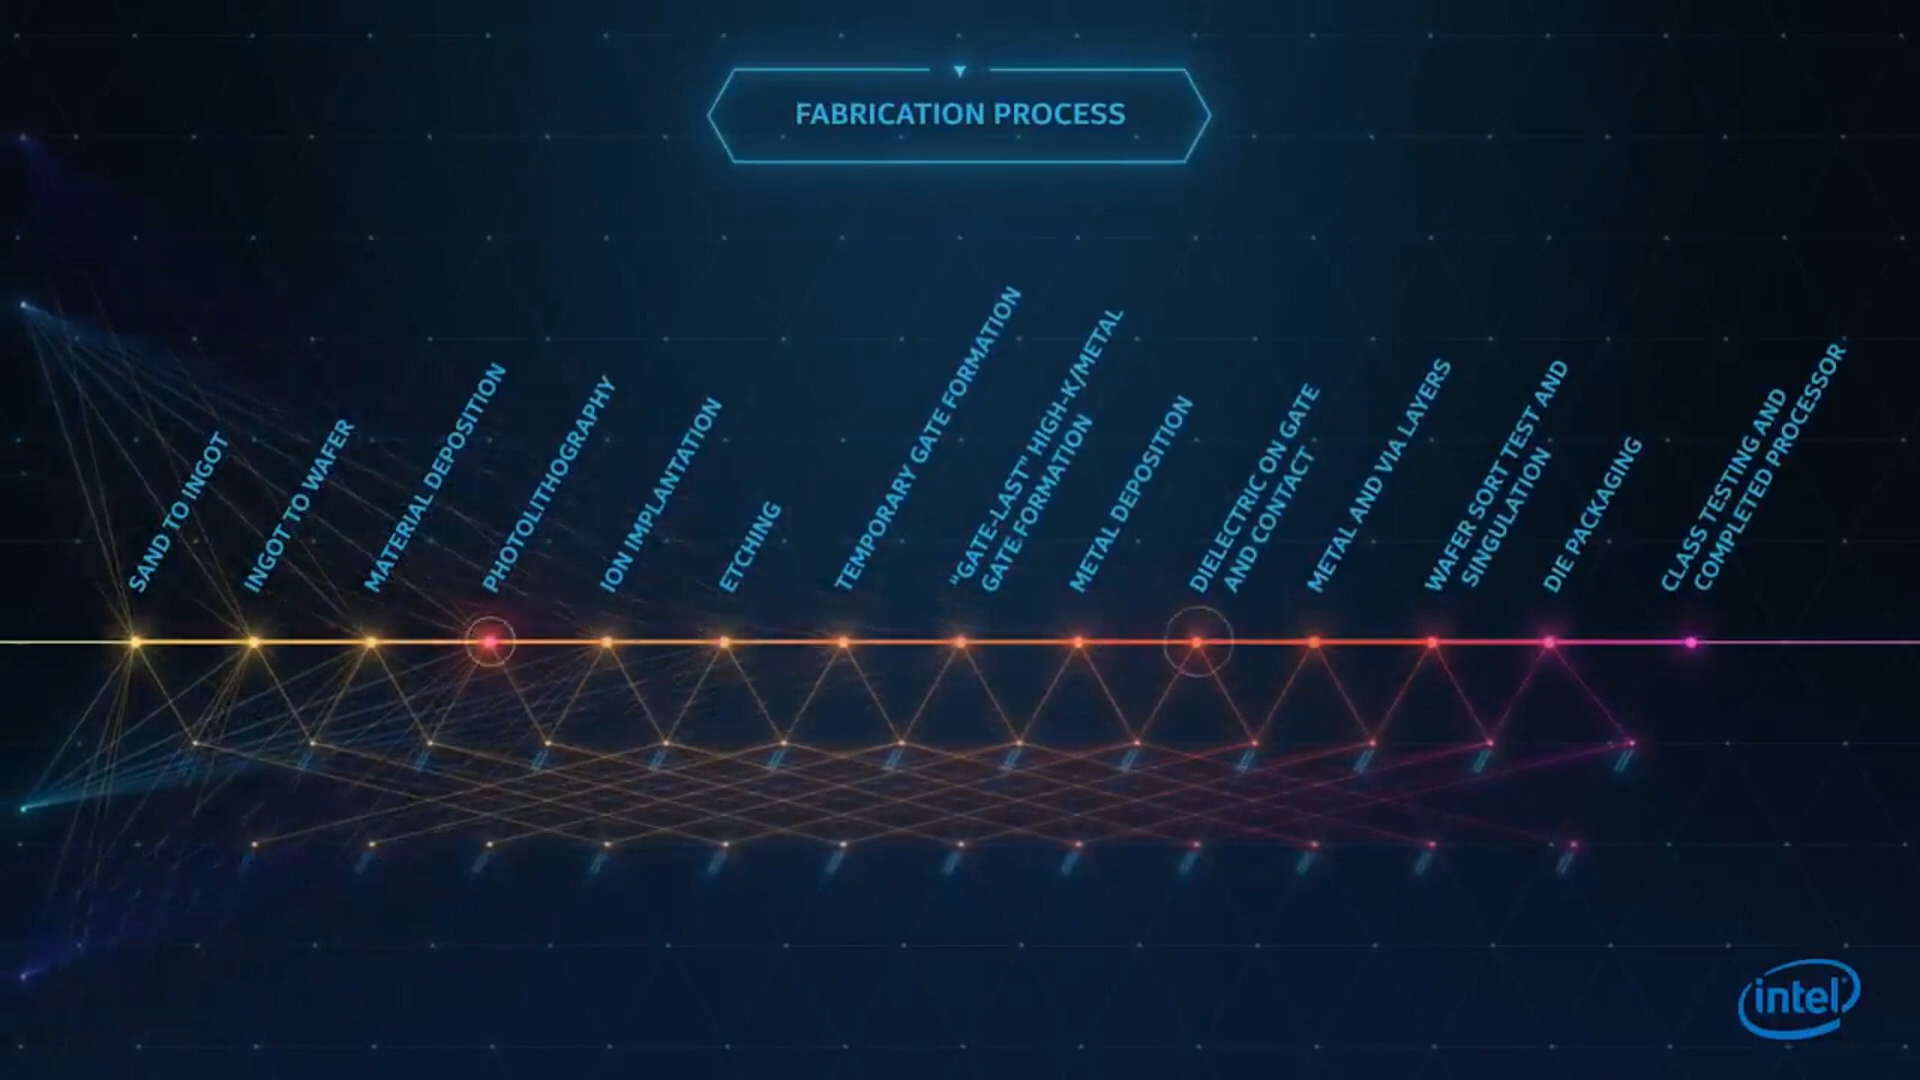 FABRICATION PROCESS
SAND TO INGOT
INGOT TO WAFER
MATERIAL DEPOSITION
PHOTOLITHOGRAPHY
ION IMPLANTATION
ETCHING
TEMPORARY GATE FORMATION
"GATE-LAST" HIGH-K/METAL
GATE FORMATION
METAL DEPOSITION
DIELECTRIC ON GATE
AND CONTACT
METAL AND VIA LAYERS
WAFER SORT TEST AND
SINGULATION
DIE PACKAGING
CLASS TESTING AND
COMPLETED PROCESSOR
intel